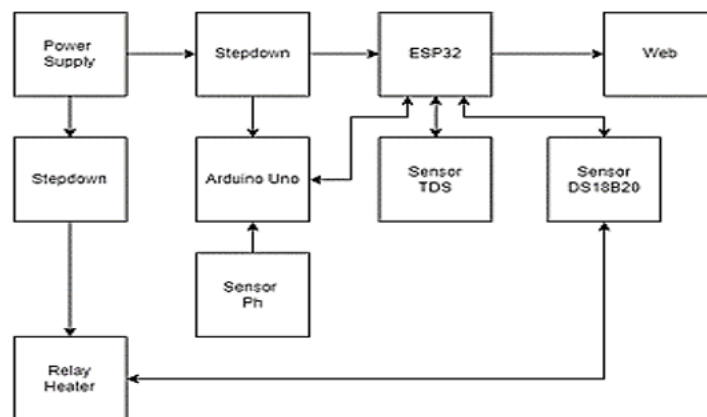 Power
Supply
Stepdown
ESP32
Web
Stepdown
Arduino Uno
Sensor
TDS
Sensor
DS18B20
Sensor
Ph
Relay
Heater